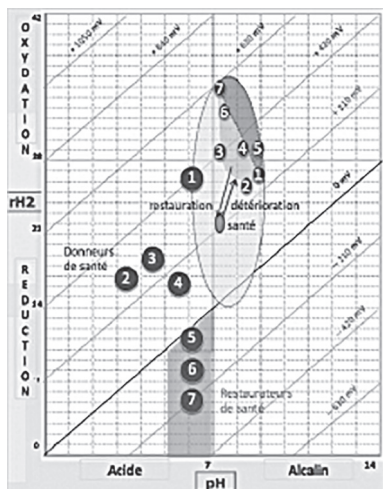 42
OXYDATION
+ 1050 mV
+ 840 mV
+ 630 mV
+ 420 mV
+ 210 mV
0 mV
- 210 mV
- 420 mV
- 630 mV
7
6
3
4
5
1
2
1
28
restauration
détérioration
rH2
santé
21
Donneurs
de santé
3
2
4
REDUCTION
14
5
6
7
7
Restaurateurs
de santé
0
Acide
7
Alcalin
14
pH